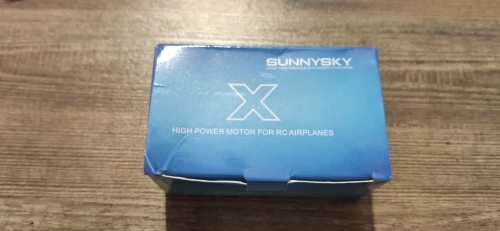 SUNNYSKY
X
HIGH POWER MOTOR FOR RC AIRPLANES